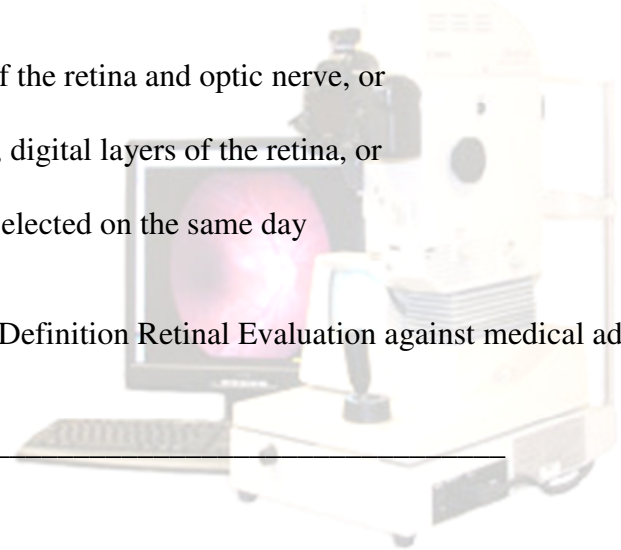 f the retina and optic nerve, or
, digital layers of the retina, or
elected on the same day
Definition Retinal Evaluation against medical ad